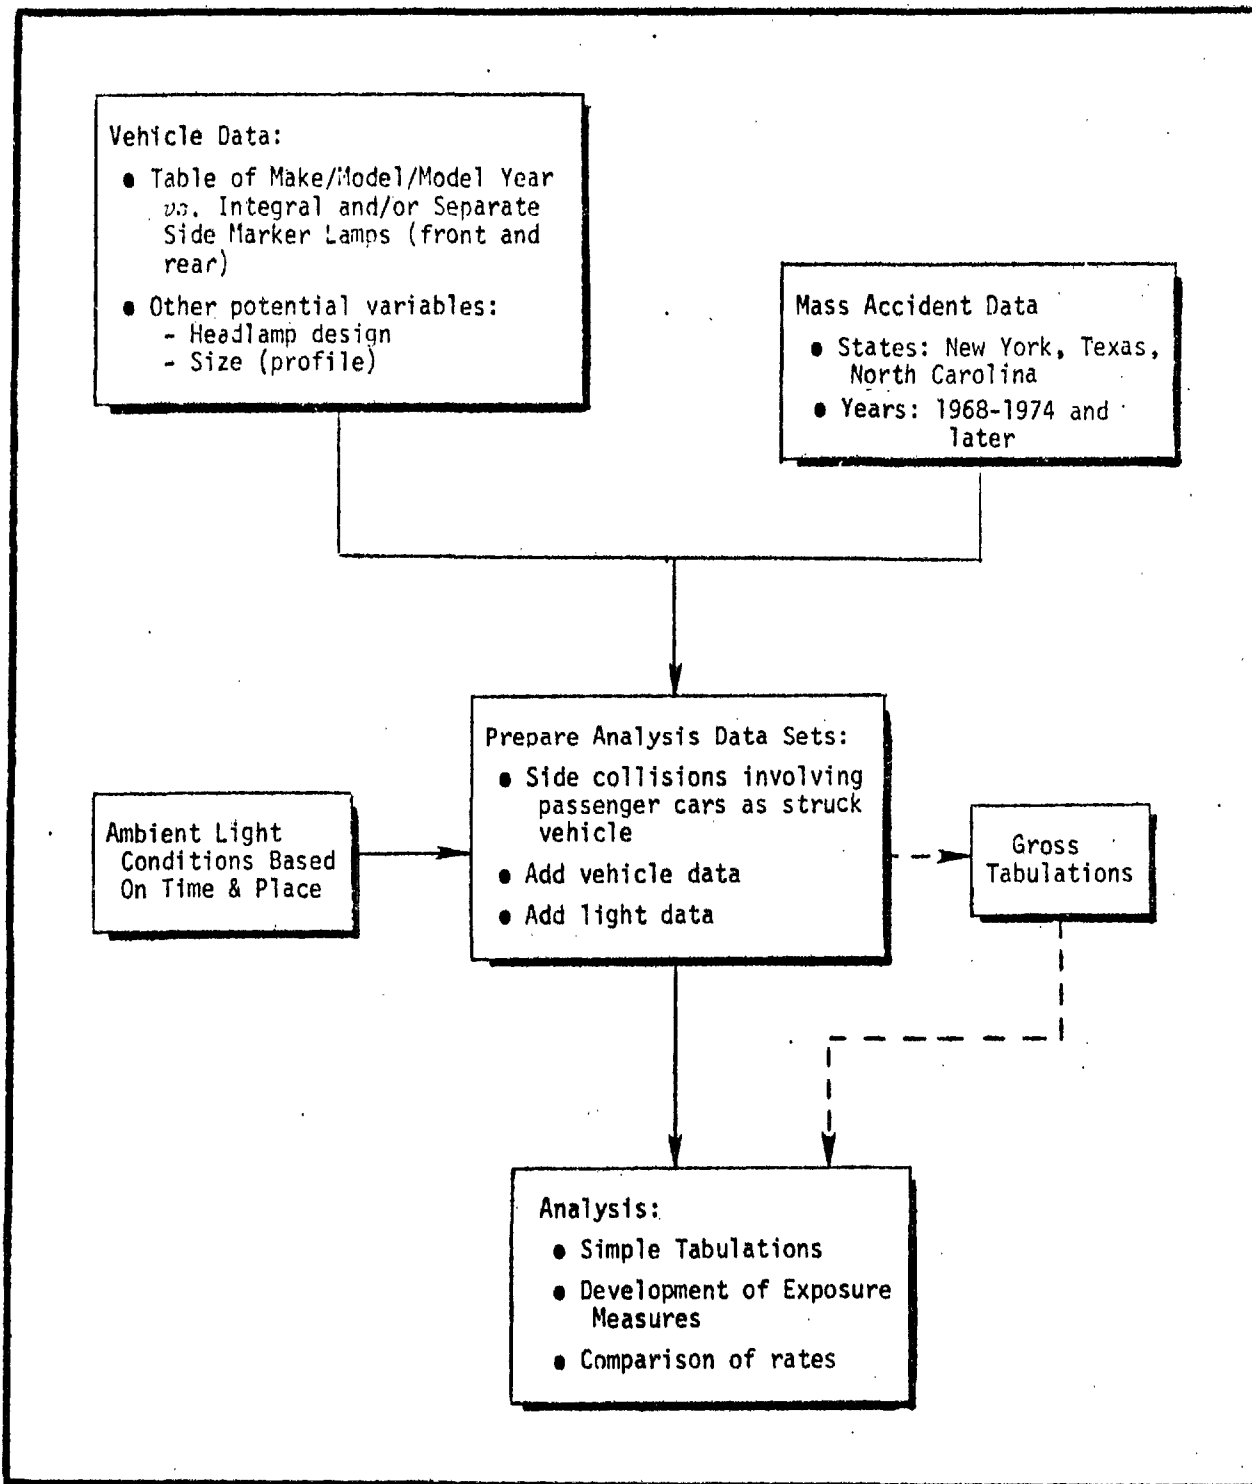 Vehicle Data:
● Table of Make/Model/Model Year
vs. Integral and/or Separate
Side Marker Lamps (front and
rear)
● Other potential variables:
- Headlamp design
- Size (profile)
Mass Accident Data
● States: New York, Texas,
North Carolina
● Years: 1968-1974 and
later
Prepare Analysis Data Sets:
● Side collisions involving
passenger cars as struck
vehicle
● Add vehicle data
● Add light data
Ambient Light
Conditions Based
On Time & Place
Gross
Tabulations
Analysis:
● Simple Tabulations
● Development of Exposure
Measures
● Comparison of rates